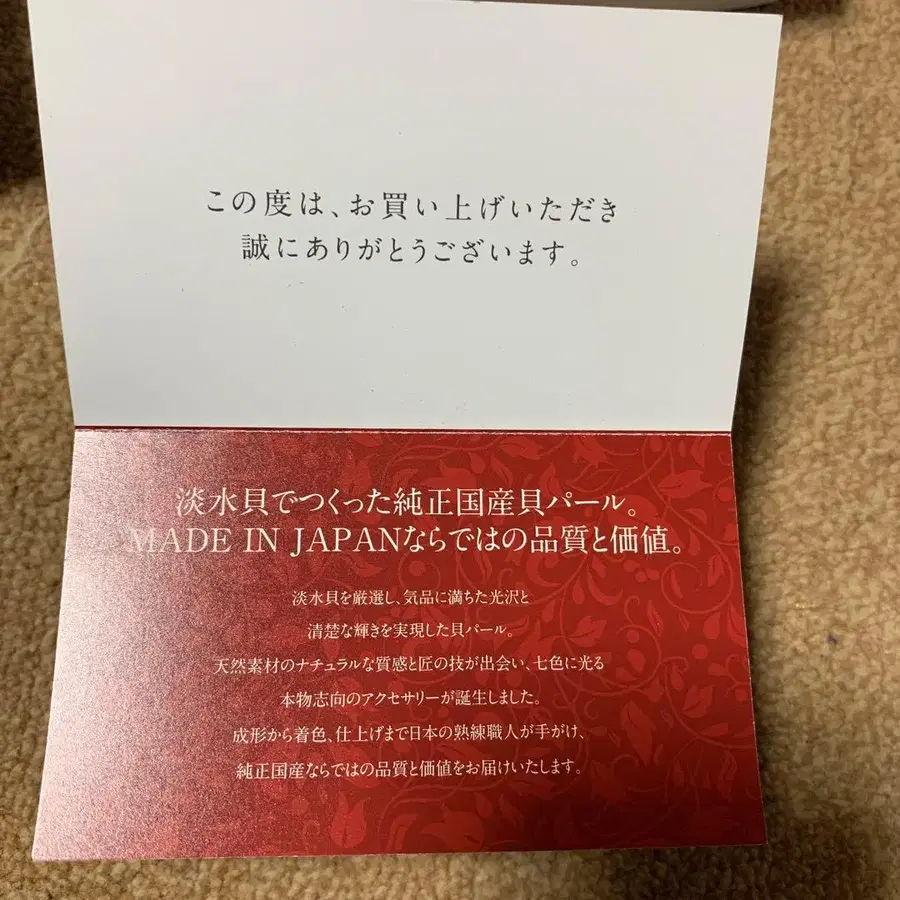 この度は、お買い上げいただき
誠にありがとうございます。
淡水貝でつくった純正国産貝パール。
MADE IN JAPANならではの品質と価値。
淡水貝を厳選し、気品に満ちた光沢と
清楚な輝きを実現した貝パール。
天然素材のナチュラルな質感と匠の技が出会い、七色に光る
本物志向のアクセサリーが誕生しました。
成形から着色、仕上げまで日本の熟練職人が手がけ、
純正国産ならではの品質と価値をお届けいたします。